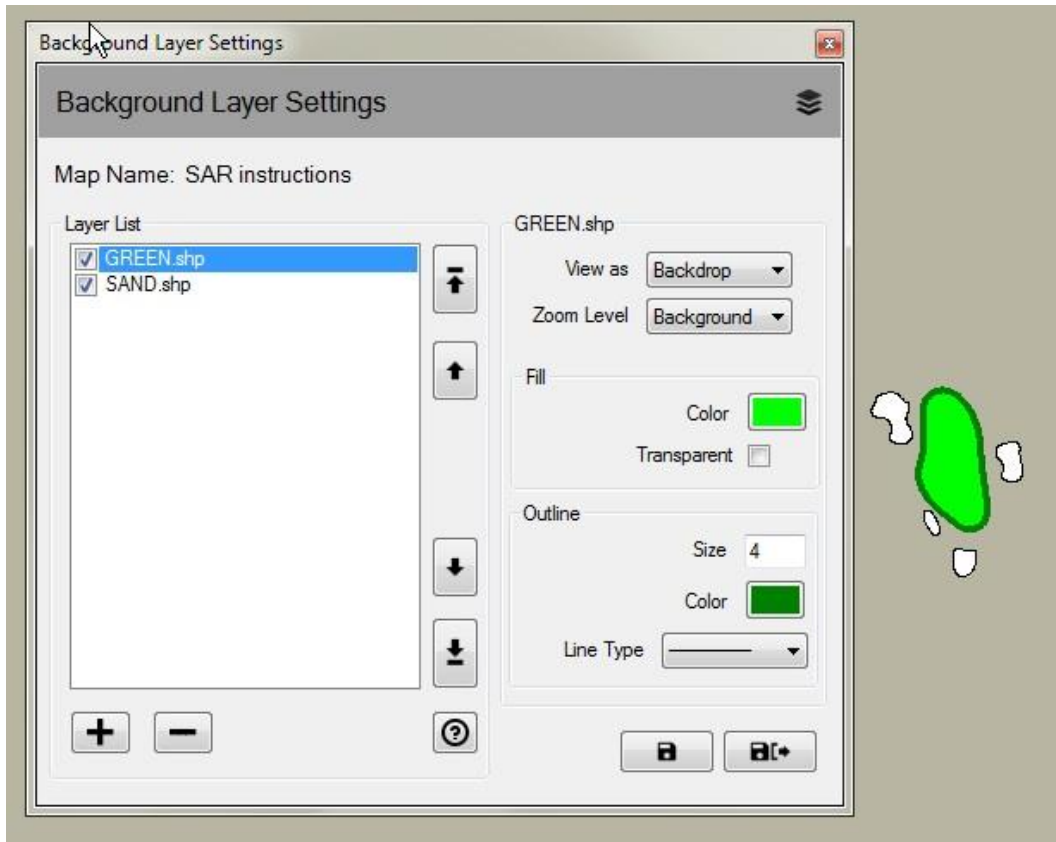 Background Layer Settings
Background Layer Settings
Map Name: SAR instructions
Layer List
GREEN.shp
SAND.shp
GREEN.shp
View as Backdrop
Zoom Level Background
Fill
Color
Transparent
Outline
Size 4
Color
Line Type